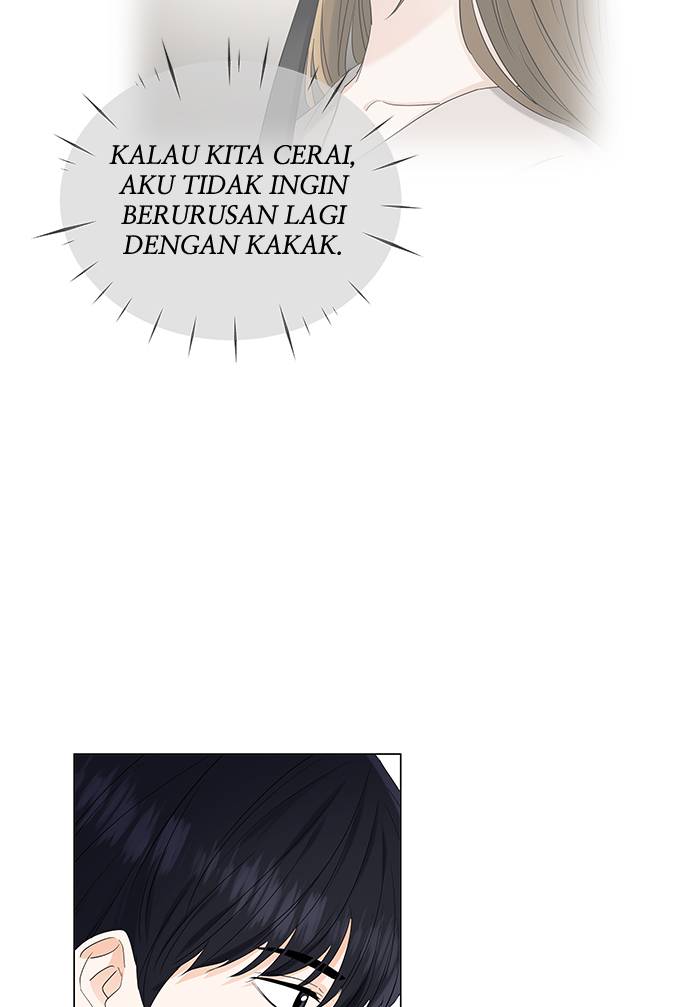 KALAU KITA CERAI,
AKU TIDAK INGIN
BERURUSAN LAGI
DENGAN KAKAK.